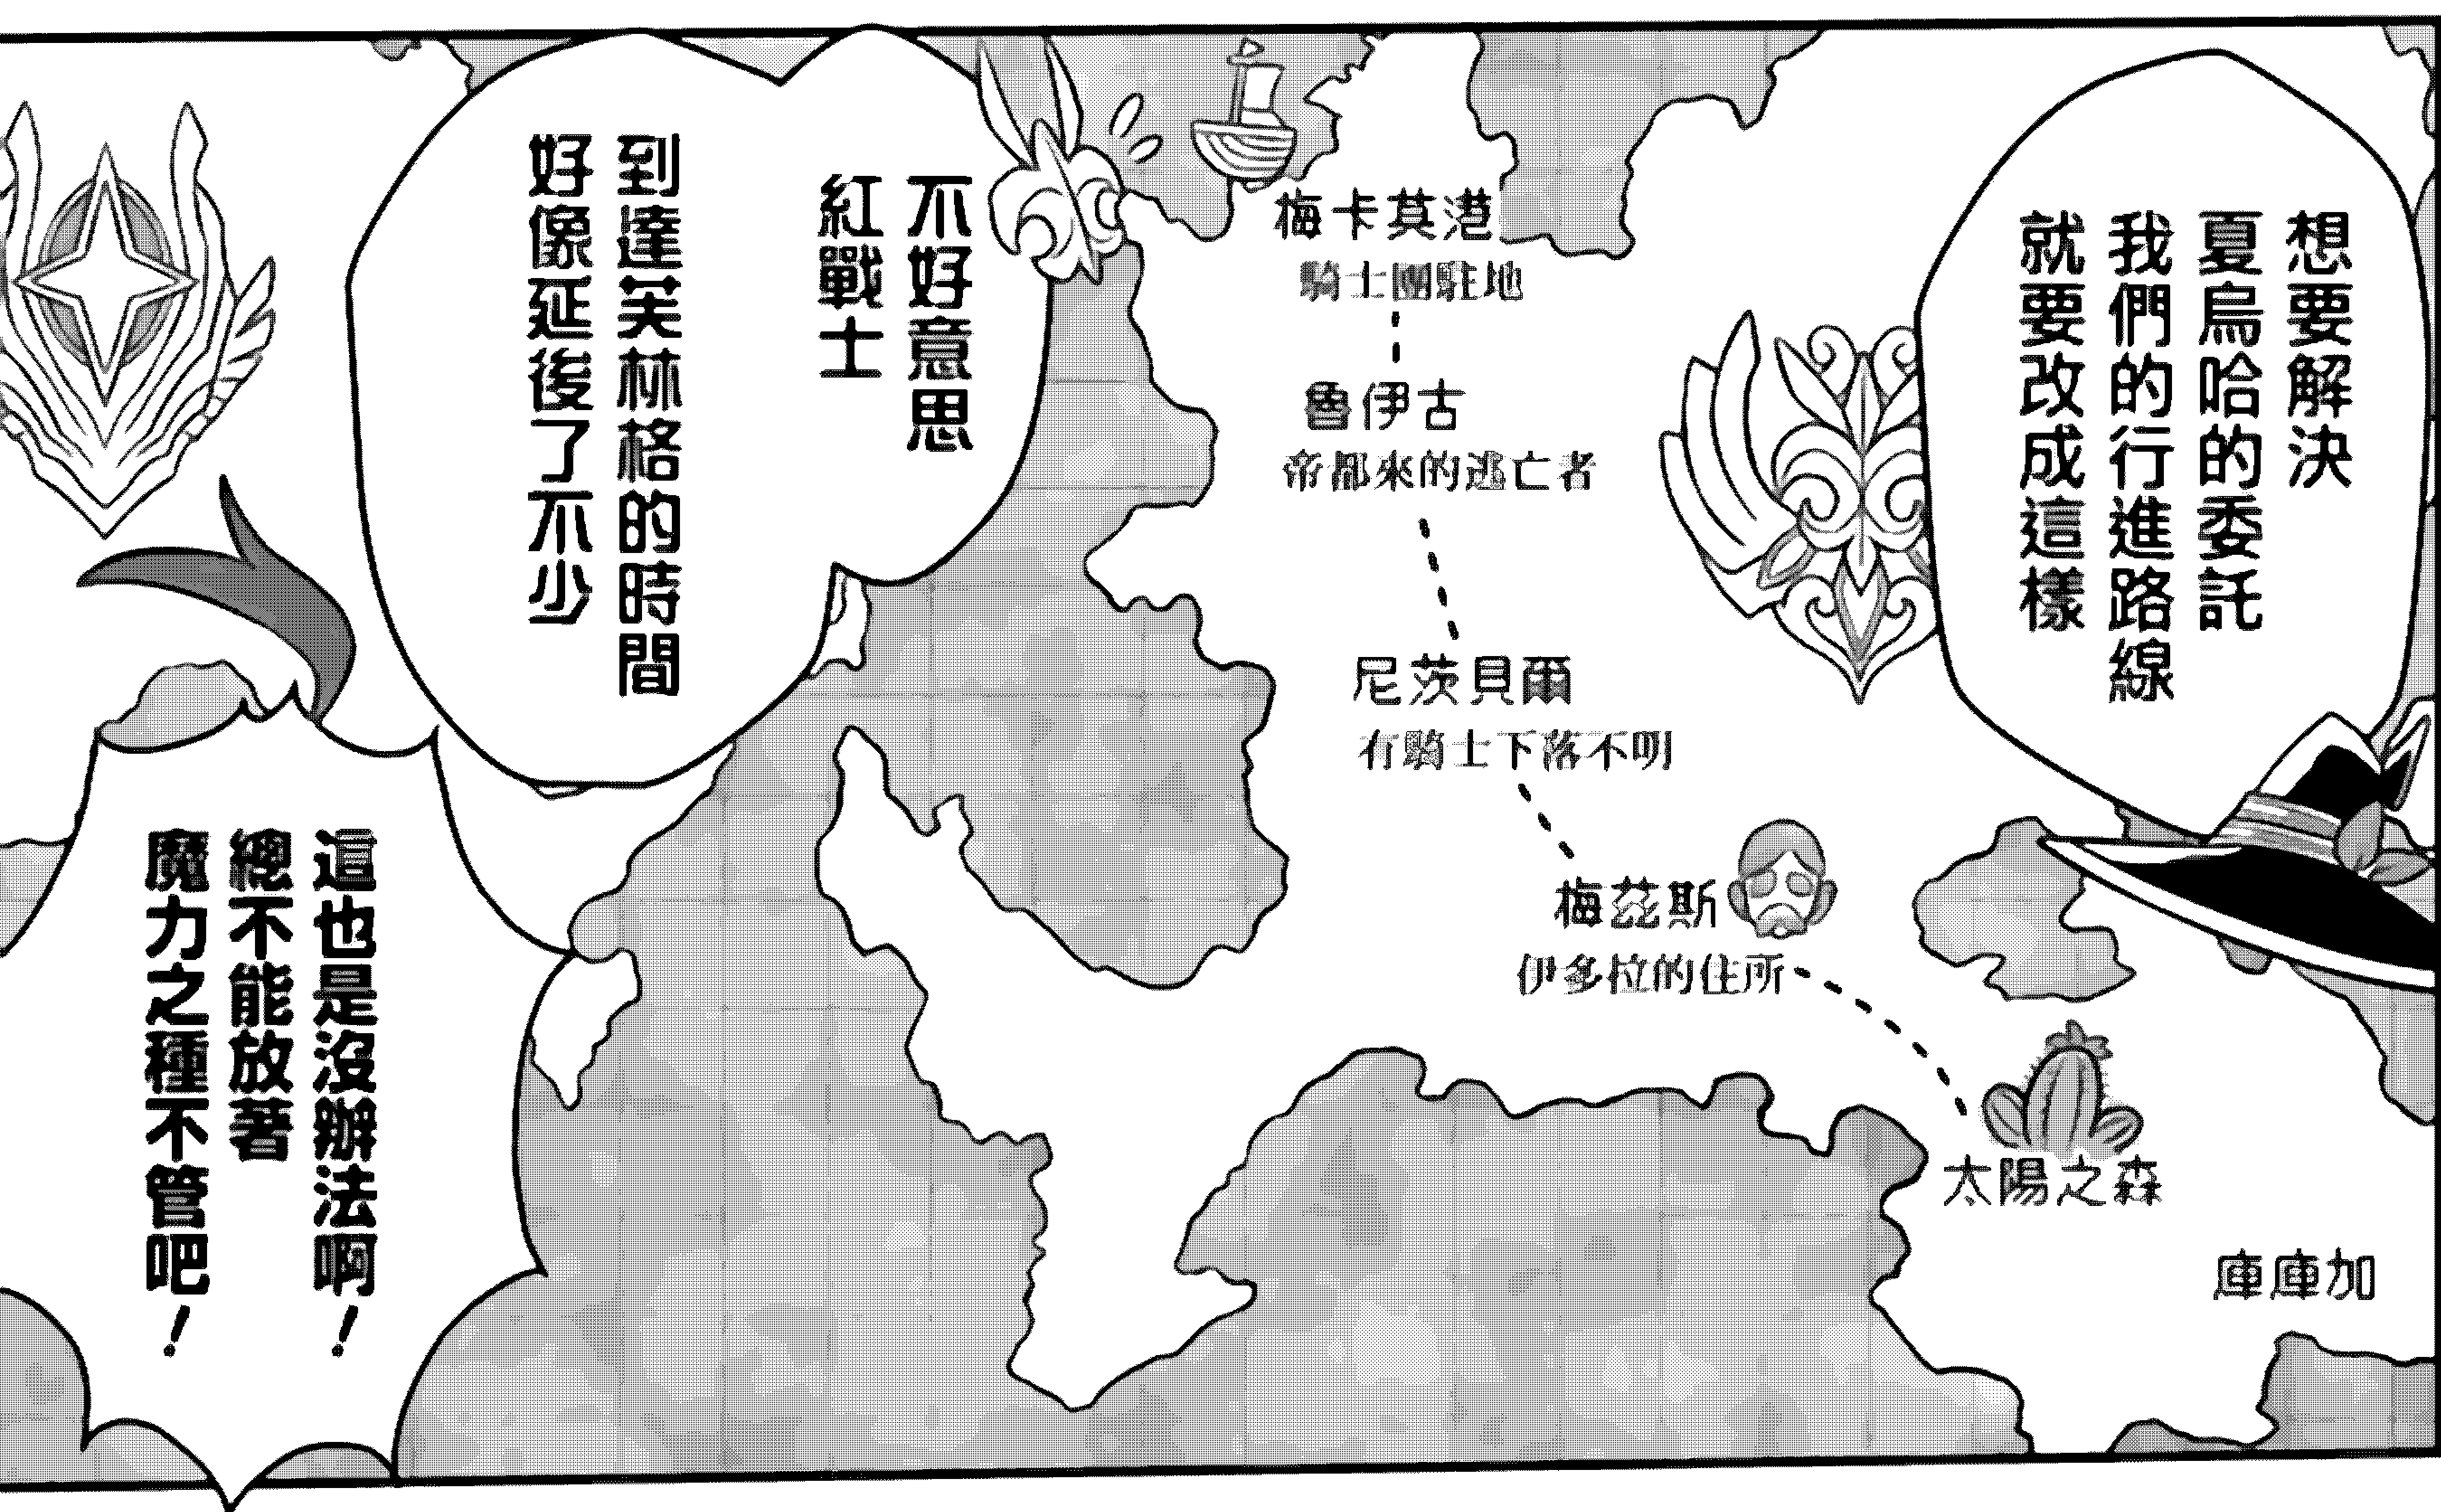 想要解決
夏烏哈的委託
我們的行進路線
就要改成這樣
梅卡莫港
騎士團駐地
魯伊古
帝都來的逃亡者
尼茨貝爾
有騎士下落不明
梅茲斯
伊多拉的住所
太陽之森
庫庫加
不好意思
紅戰士
到達芙林格的時間
好像延後了不少
這也是沒辦法啊！
總不能放著
魔力之種不管吧！